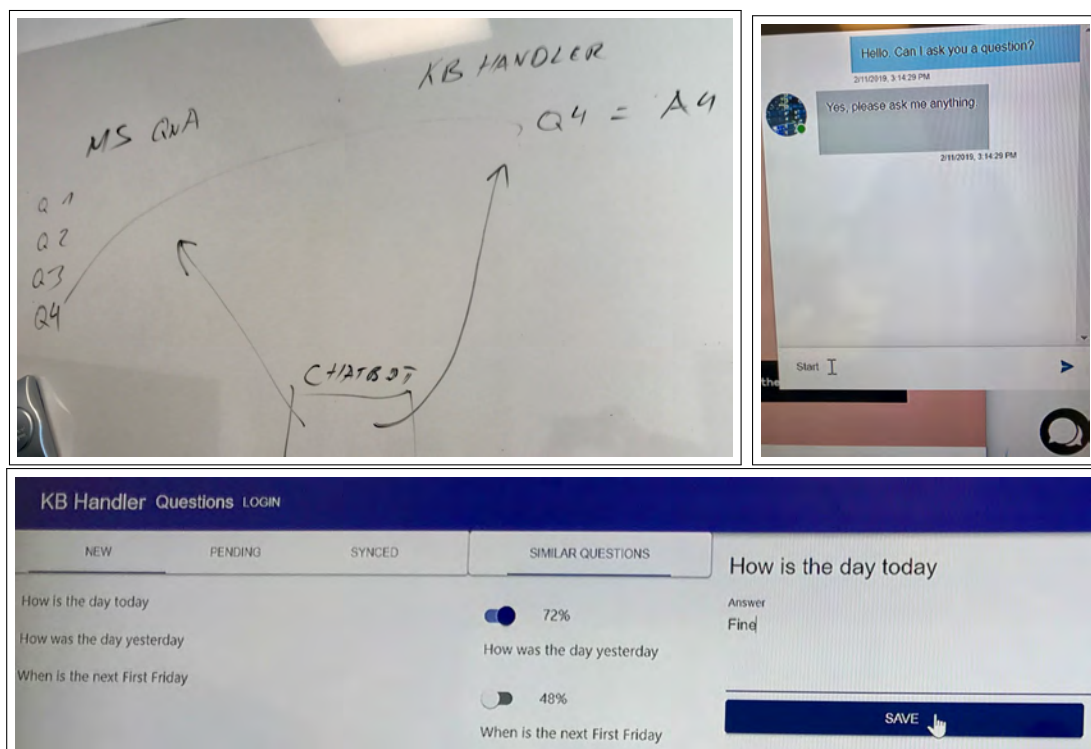 KB HANDLER
MS QnA
Q4 = A4
Q1
Q2
Q3
Q4
CHATBOT
Hello. Can I ask you a question?
2/11/2019, 3:14:29 PM
Yes, please ask me anything.
2/11/2019, 3:14:29 PM
Start
the
KB Handler Questions LOGIN
NEW PENDING SYNCED SIMILAR QUESTIONS
How is the day today
How was the day yesterday
When is the next First Friday
72%
How was the day yesterday
48%
When is the next First Friday
How is the day today
Answer
Fine
SAVE